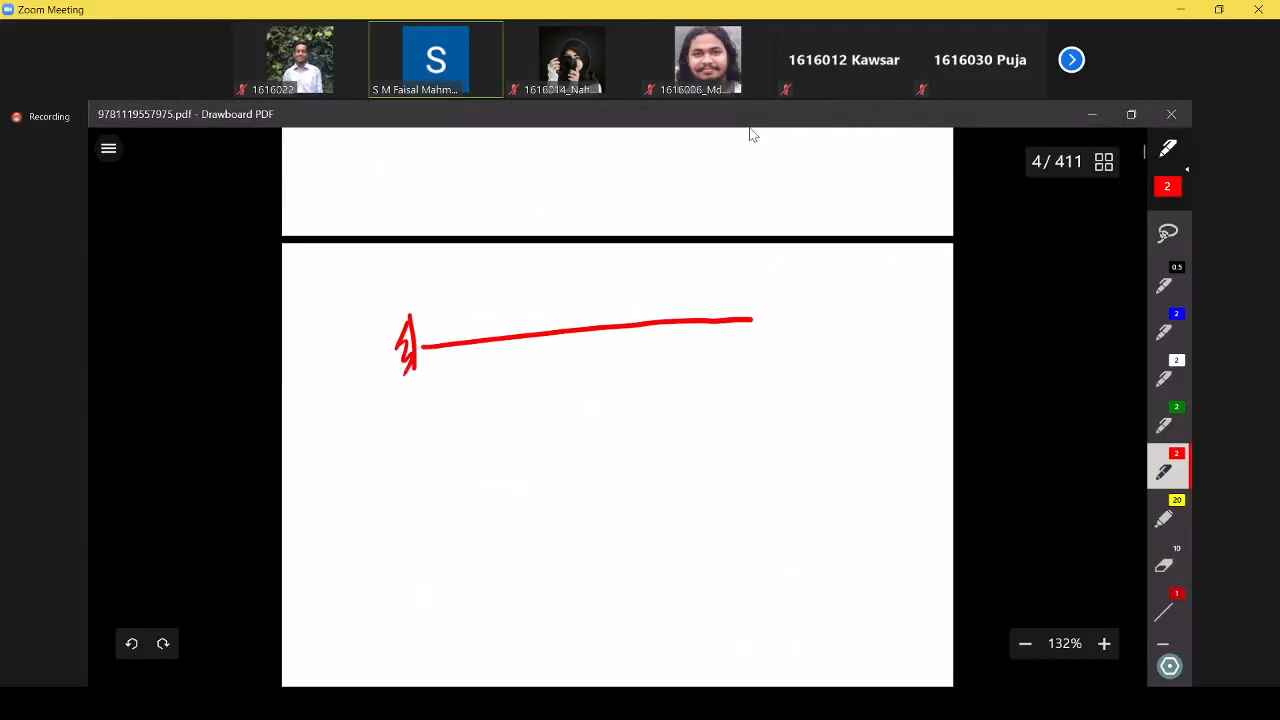 Zoom Meeting
S
1616012 Kawsar
1616030 Puja
1616022
S M Faisal Mahm...
1616014_Nah...
1616006_Md...
Recording
9781119557975.pdf - Drawboard PDF
4 / 411
2
0.5
2
2
2
2
20
10
1
132%